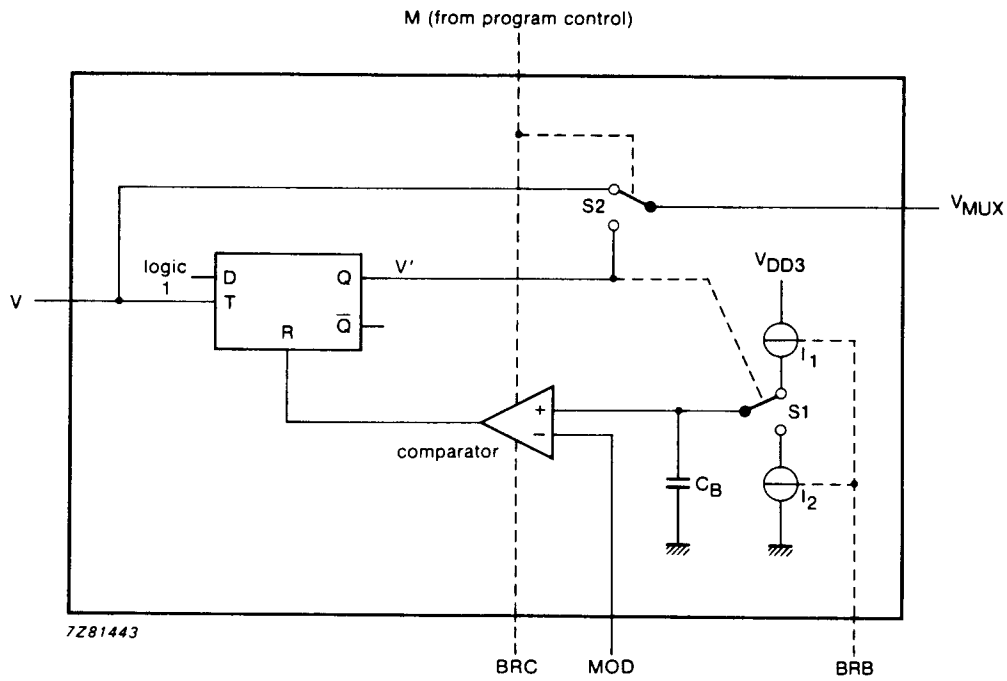 M (from program control)
S2
V_MUX
logic
1
D
Q
V'
V
T
R
Q̅
V_DD3
I_1
S1
+
−
comparator
C_B
I_2
7Z81443
BRC
MOD
BRB